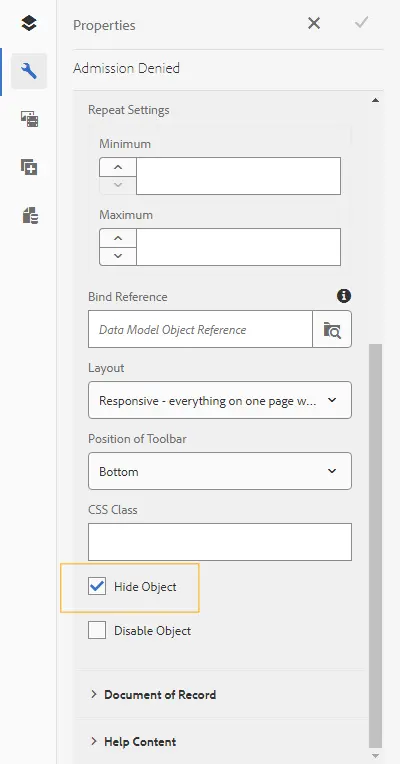 Properties
Admission Denied
Repeat Settings
Minimum
Maximum
Bind Reference
Data Model Object Reference
Layout
Responsive - everything on one page w...
Position of Toolbar
Bottom
CSS Class
Hide Object
Disable Object
Document of Record
Help Content